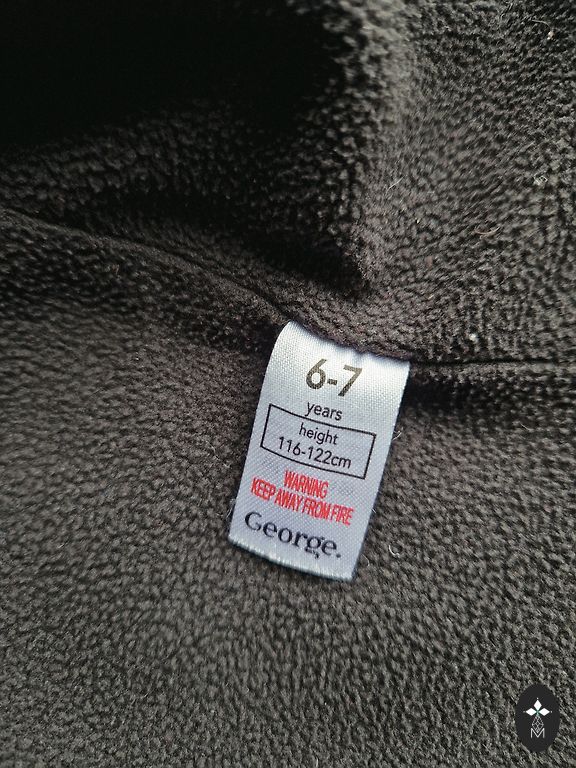 6-7
years
height
116-122cm
WARNING
KEEP AWAY FROM FIRE
George.
M